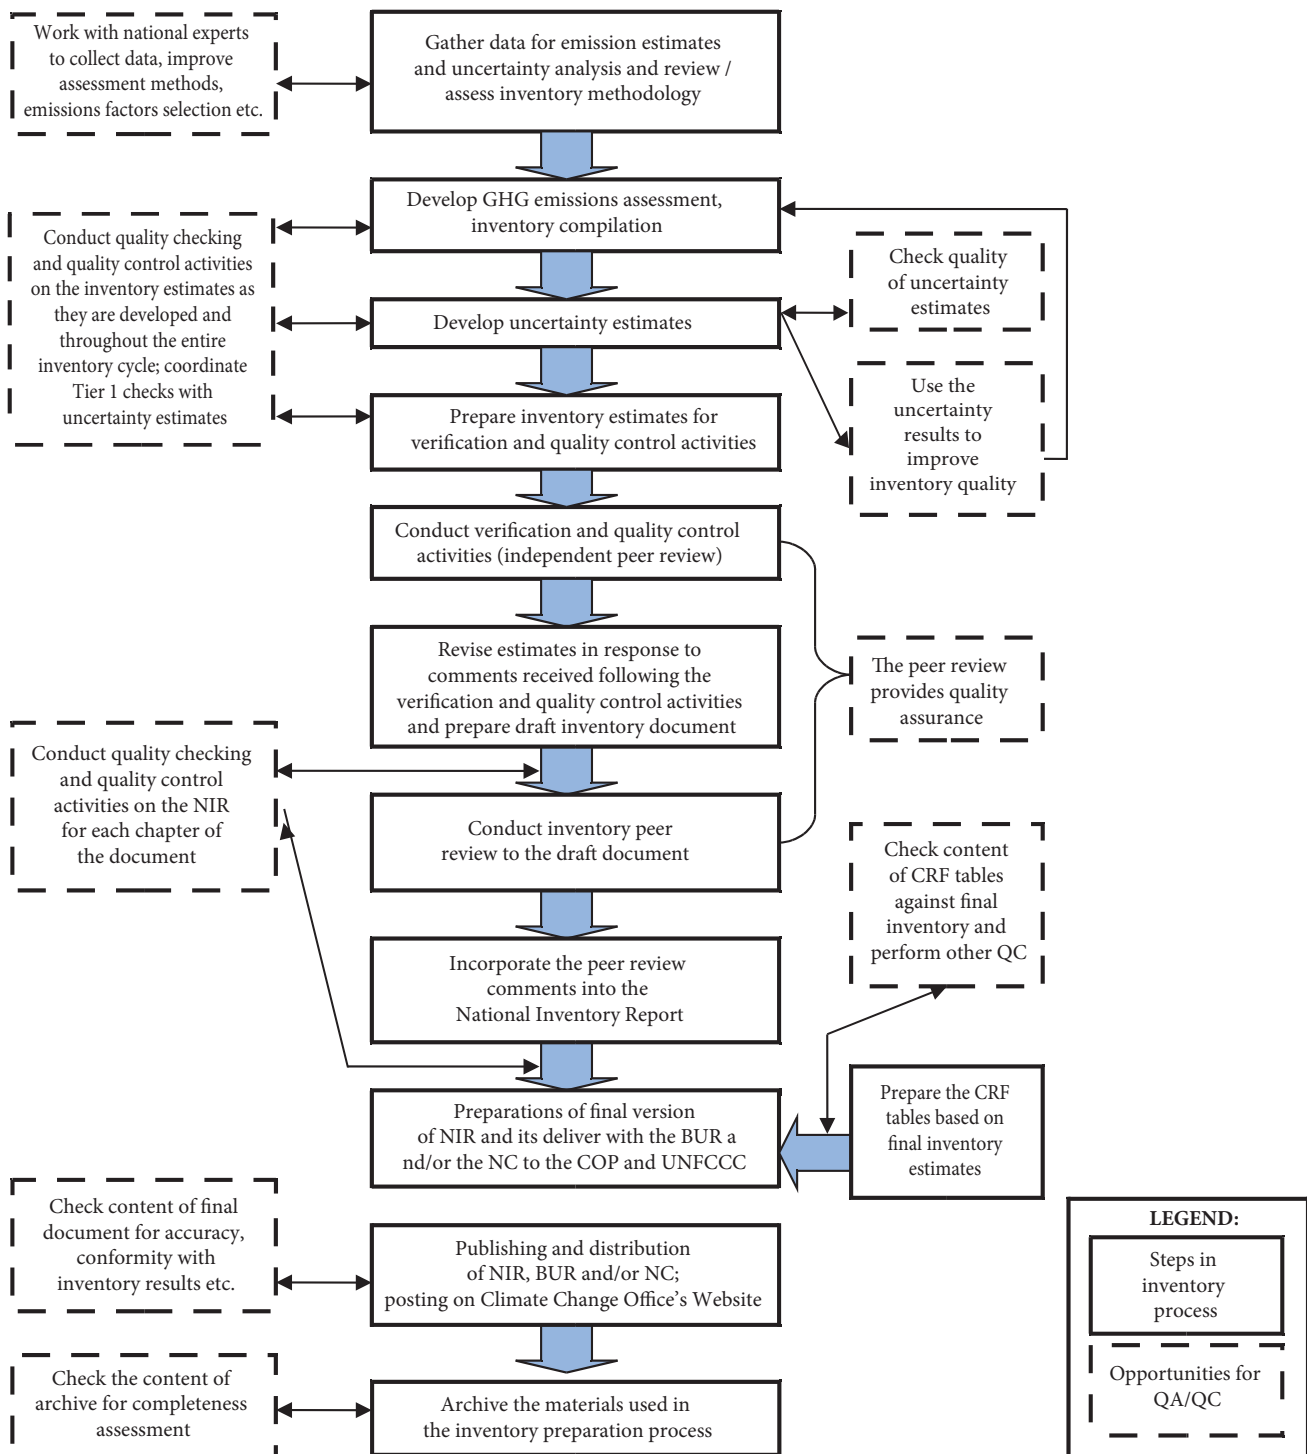 Work with national experts
to collect data, improve
assessment methods,
emissions factors selection etc.
Gather data for emission estimates
and uncertainty analysis and review /
assess inventory methodology
Develop GHG emissions assessment,
inventory compilation
Conduct quality checking
and quality control activities
on the inventory estimates as
they are developed and
throughout the entire
inventory cycle; coordinate
Tier 1 checks with
uncertainty estimates
Check quality
of uncertainty
estimates
Develop uncertainty estimates
Use the
uncertainty
results to
improve
inventory quality
Prepare inventory estimates for
verification and quality control activities
Conduct verification and quality control
activities (independent peer review)
Revise estimates in response to
comments received following the
verification and quality control activities
and prepare draft inventory document
The peer review
provides quality
assurance
Conduct quality checking
and quality control
activities on the NIR
for each chapter of
the document
Conduct inventory peer
review to the draft document
Check content
of CRF tables
against final
inventory and
perform other QC
Incorporate the peer review
comments into the
National Inventory Report
Preparations of final version
of NIR and its deliver with the BUR a
nd/or the NC to the COP and UNFCCC
Prepare the CRF
tables based on
final inventory
estimates
Check content of final
document for accuracy,
conformity with
inventory results etc.
Publishing and distribution
of NIR, BUR and/or NC;
posting on Climate Change Office's Website
Check the content of
archive for completeness
assessment
Archive the materials used in
the inventory preparation process
LEGEND:
Steps in
inventory
process
Opportunities for
QA/QC